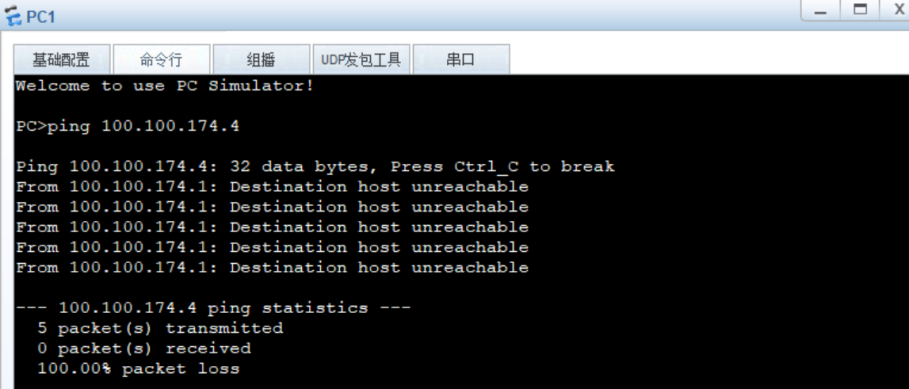 PC1
基础配置 命令行 组播 UDP发包工具 串口
Welcome to use PC Simulator!
PC>ping 100.100.174.4
Ping 100.100.174.4: 32 data bytes, Press Ctrl_C to break
From 100.100.174.1: Destination host unreachable
From 100.100.174.1: Destination host unreachable
From 100.100.174.1: Destination host unreachable
From 100.100.174.1: Destination host unreachable
From 100.100.174.1: Destination host unreachable
--- 100.100.174.4 ping statistics ---
5 packet(s) transmitted
0 packet(s) received
100.00% packet loss